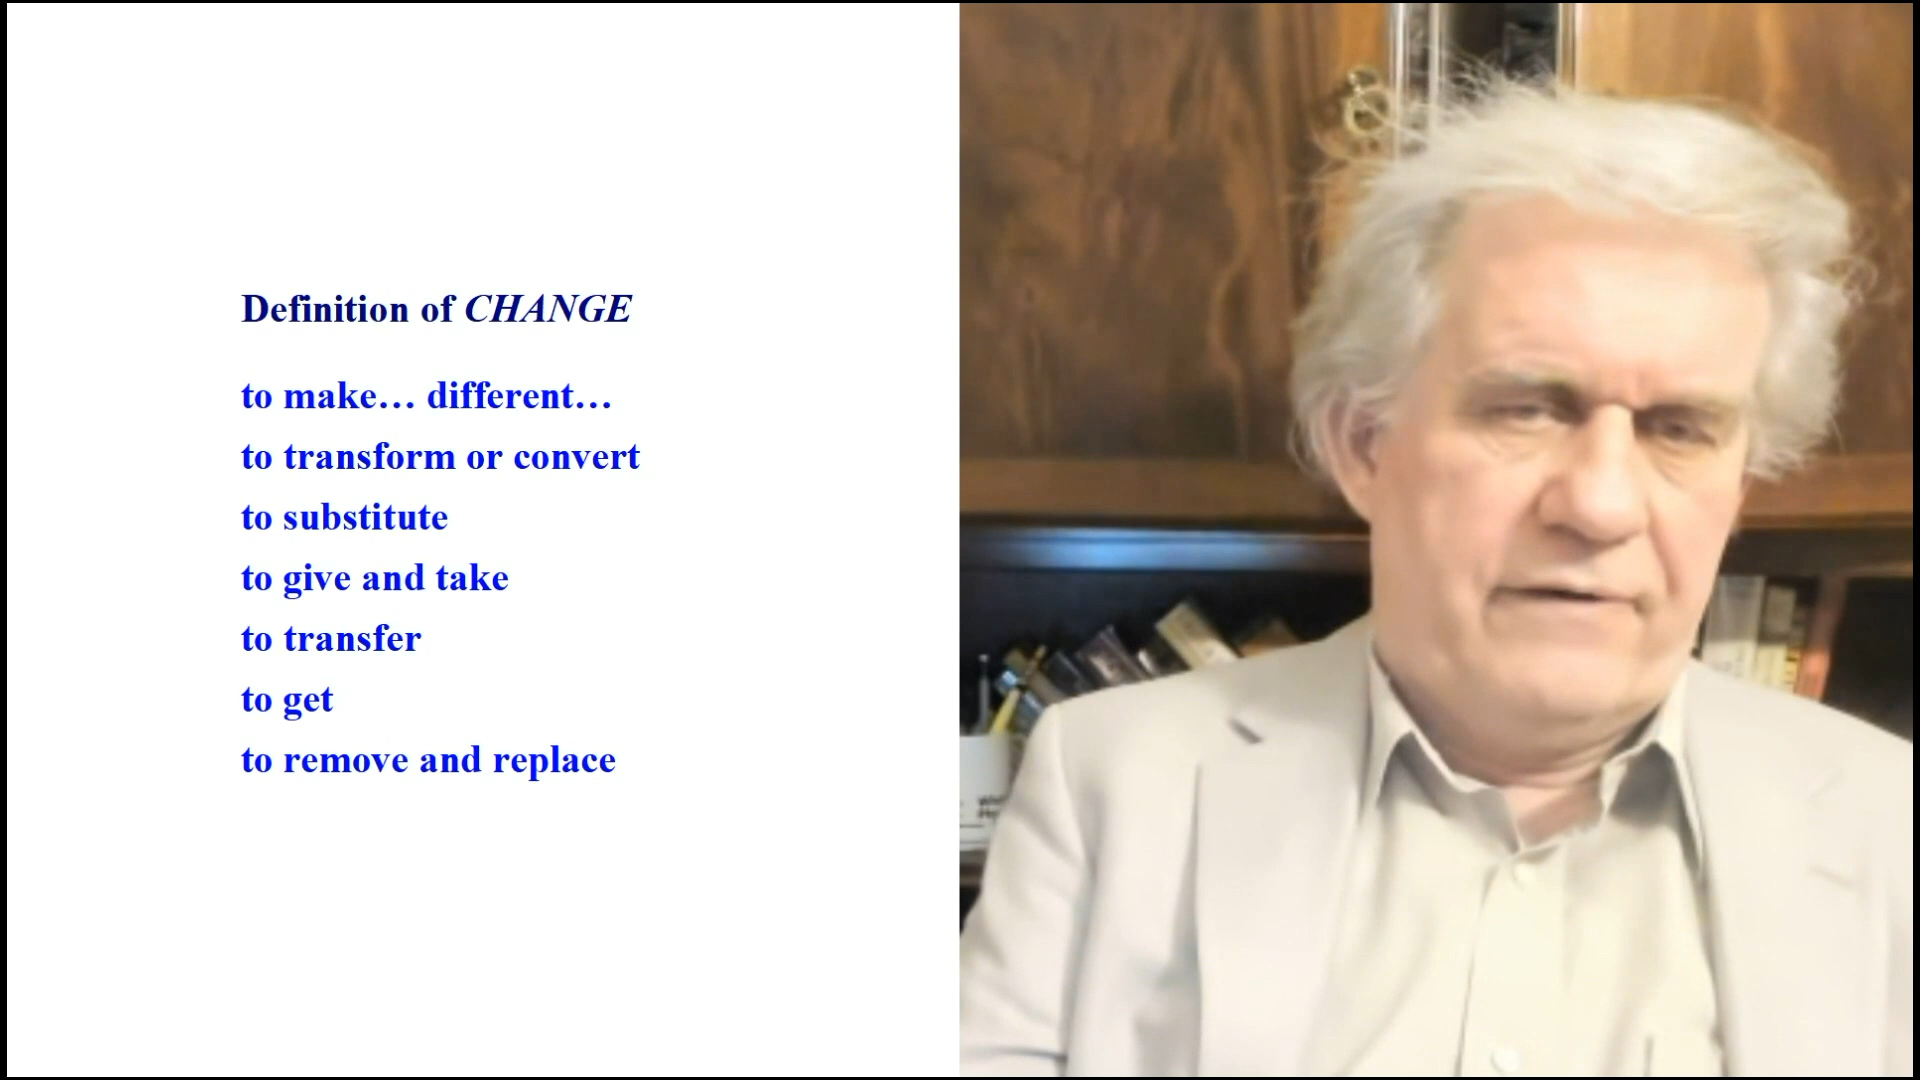 Definition of CHANGE
to make… different…
to transform or convert
to substitute
to give and take
to transfer
to get
to remove and replace